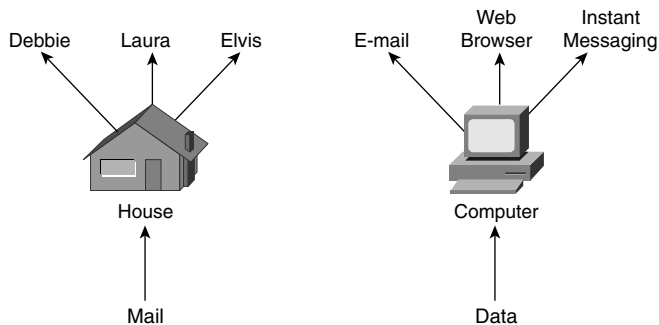 Debbie
Laura
Elvis
House
Mail
E-mail
Web
Browser
Instant
Messaging
Computer
Data